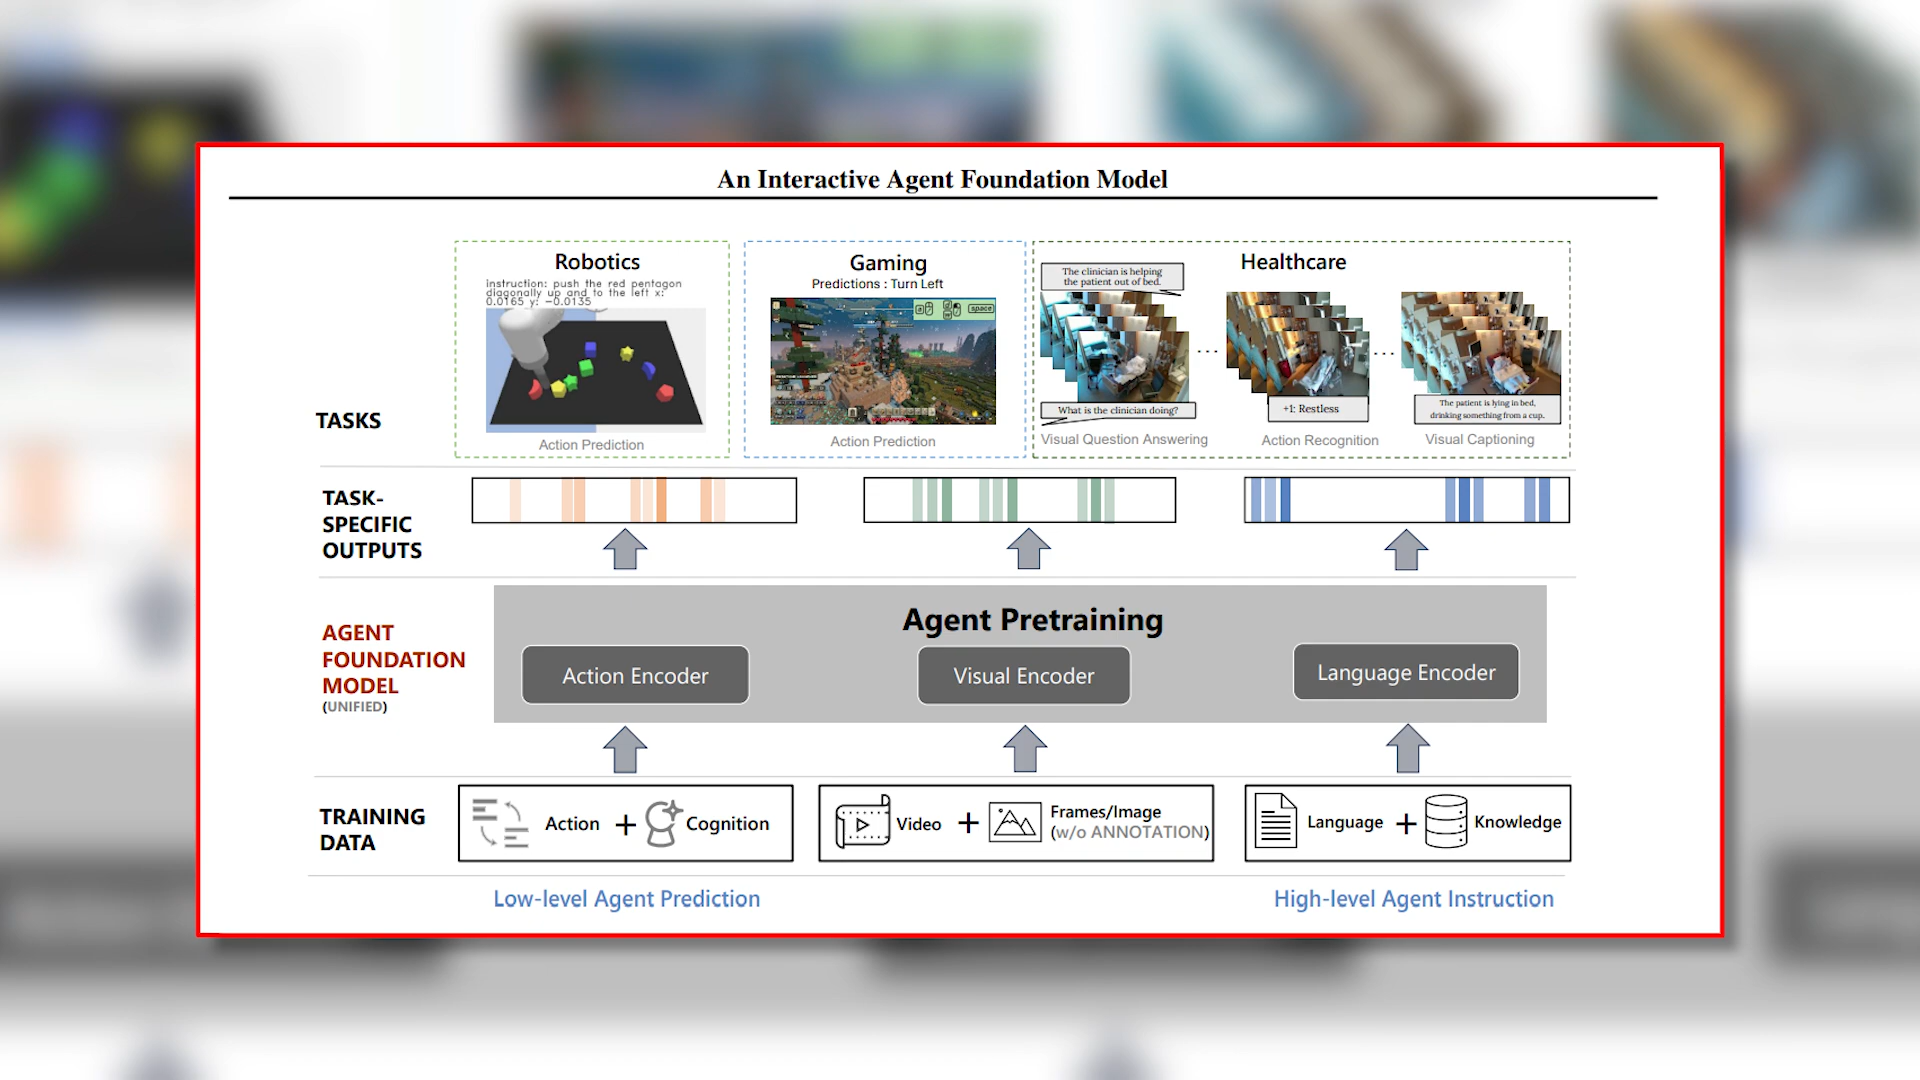 An Interactive Agent Foundation Model
TASKS
Robotics
instruction: push the red pentagon
diagonally up and to the left x:
0.0165 y: −0.0135
Action Prediction
Gaming
Predictions : Turn Left
space
Action Prediction
Healthcare
The clinician is helping
the patient out of bed.
What is the clinician doing?
Visual Question Answering
...
+1: Restless
Action Recognition
...
The patient is lying in bed,
drinking something from a cup.
Visual Captioning
TASK-
SPECIFIC
OUTPUTS
AGENT
FOUNDATION
MODEL
(UNIFIED)
Agent Pretraining
Action Encoder
Visual Encoder
Language Encoder
TRAINING
DATA
Action + Cognition
Video + Frames/Image
(w/o ANNOTATION)
Language + Knowledge
Low-level Agent Prediction
High-level Agent Instruction